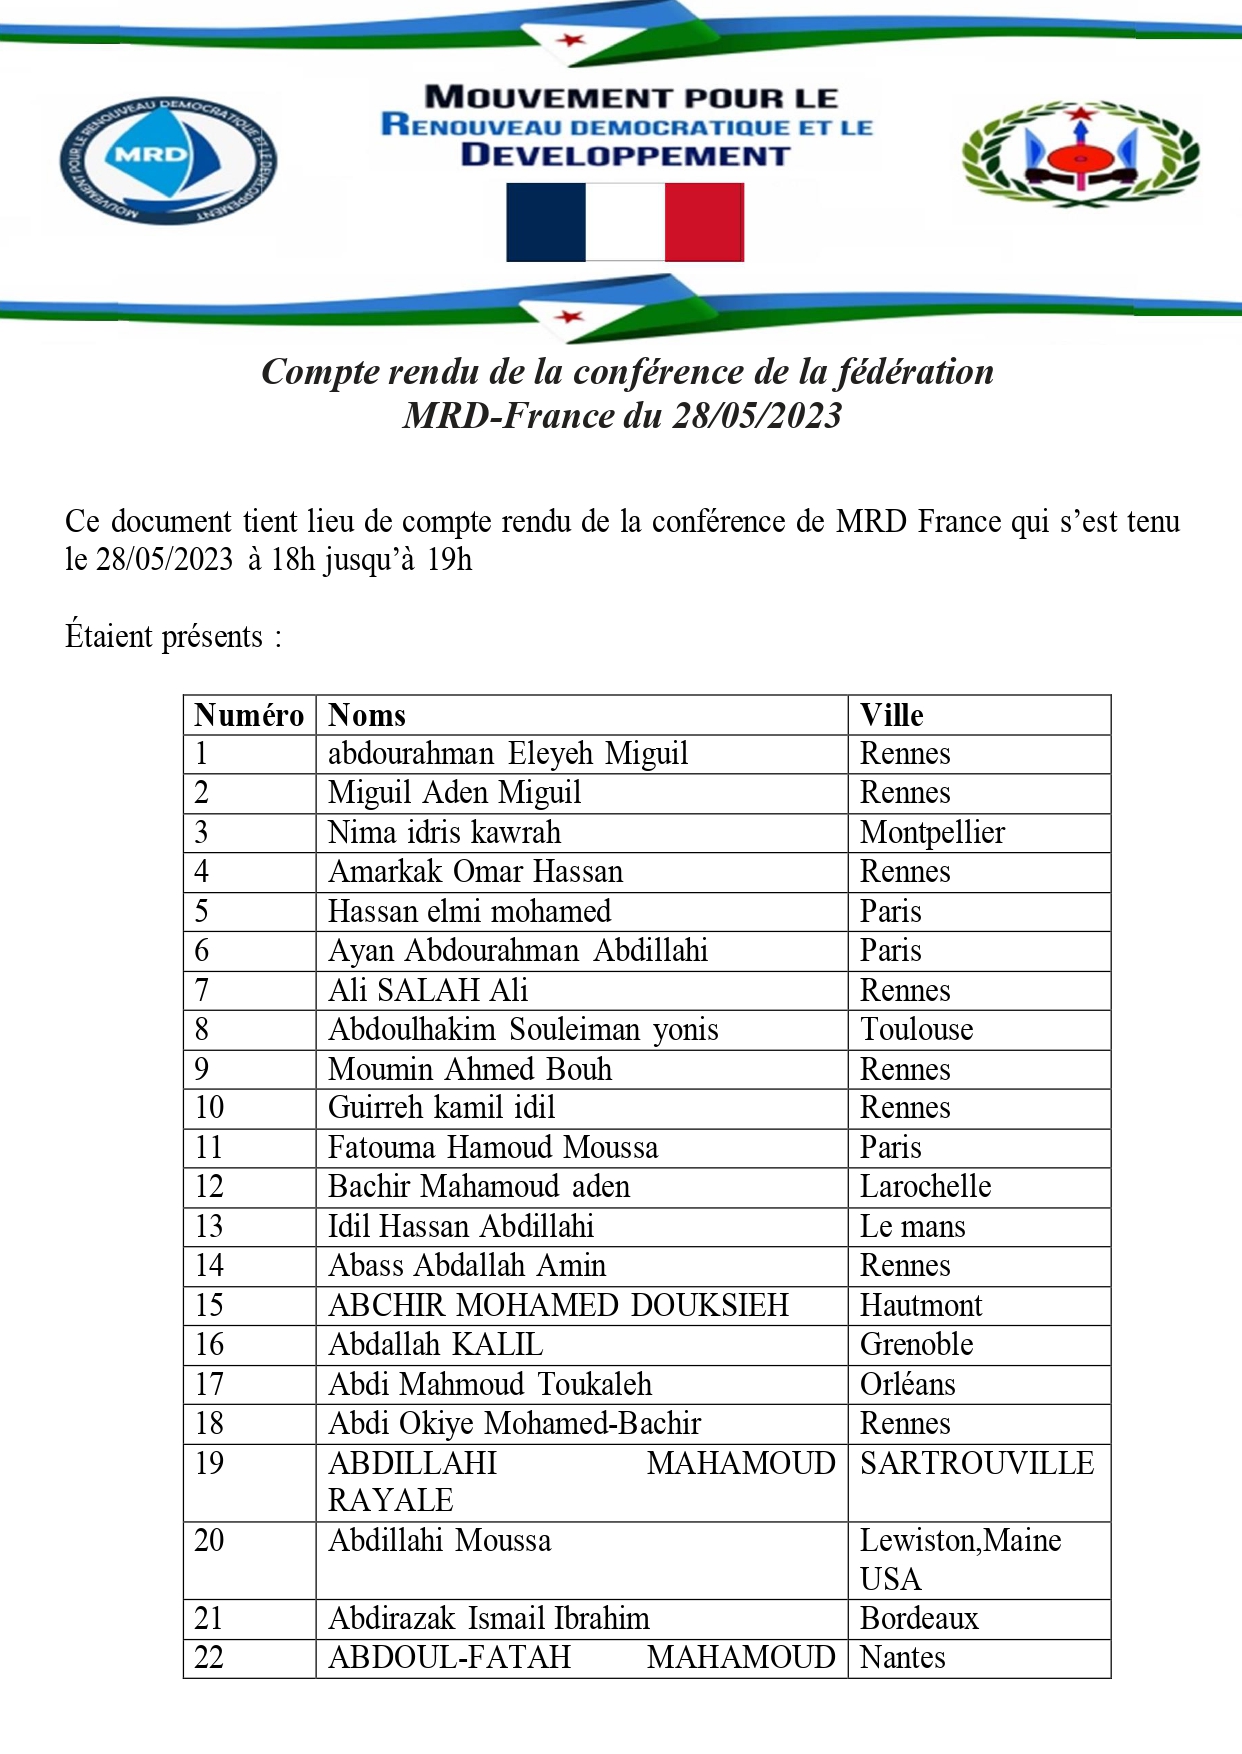 MOUVEMENT POUR LE RENOUVEAU DEMOCRATIQUE ET LE DEVELOPPEMENT
MRD
MOUVEMENT POUR LE
RENOUVEAU DEMOCRATIQUE ET LE
DEVELOPPEMENT
Compte rendu de la conférence de la fédération
MRD-France du 28/05/2023
Ce document tient lieu de compte rendu de la conférence de MRD France qui s’est tenu
le 28/05/2023 à 18h jusqu’à 19h
Étaient présents :
Numéro Noms Ville
1 abdourahman Eleyeh Miguil Rennes
2 Miguil Aden Miguil Rennes
3 Nima idris kawrah Montpellier
4 Amarkak Omar Hassan Rennes
5 Hassan elmi mohamed Paris
6 Ayan Abdourahman Abdillahi Paris
7 Ali SALAH Ali Rennes
8 Abdoulhakim Souleiman yonis Toulouse
9 Moumin Ahmed Bouh Rennes
10 Guirreh kamil idil Rennes
11 Fatouma Hamoud Moussa Paris
12 Bachir Mahamoud aden Larochelle
13 Idil Hassan Abdillahi Le mans
14 Abass Abdallah Amin Rennes
15 ABCHIR MOHAMED DOUKSIEH Hautmont
16 Abdallah KALIL Grenoble
17 Abdi Mahmoud Toukaleh Orléans
18 Abdi Okiye Mohamed-Bachir Rennes
19 ABDILLAHI MAHAMOUD SARTROUVILLE
RAYALE
20 Abdillahi Moussa Lewiston,Maine
USA
21 Abdirazak Ismail Ibrahim Bordeaux
22 ABDOUL-FATAH MAHAMOUD Nantes